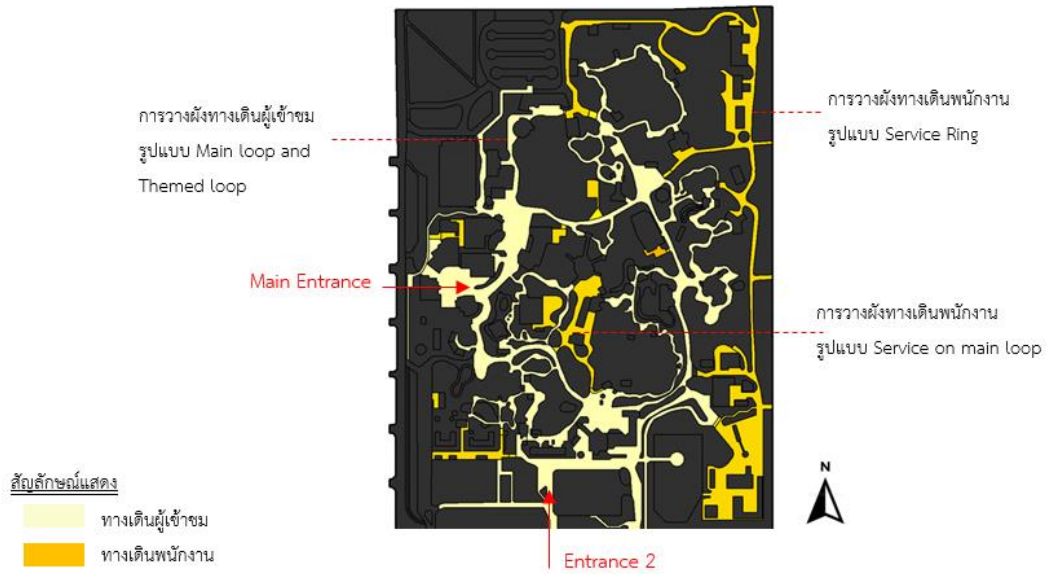 การวางผังทางเดินผู้เข้าชม
รูปแบบ Main loop and
Themed loop
การวางผังทางเดินพนักงาน
รูปแบบ Service Ring
Main Entrance
การวางผังทางเดินพนักงาน
รูปแบบ Service on main loop
สัญลักษณ์แสดง
ทางเดินผู้เข้าชม
ทางเดินพนักงาน
N
Entrance 2